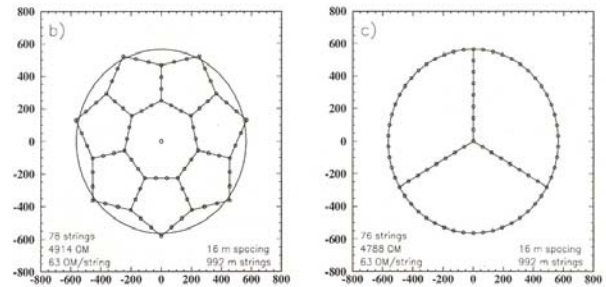 b)
800
600
400
200
0
-200
-400
-600
-800
-800 -600 -400 -200 0 200 400 600 800
78 strings
4914 OM
63 OM/string
16 m spacing
992 m strings
c)
800
600
400
200
0
-200
-400
-600
-800
-800 -600 -400 -200 0 200 400 600 800
76 strings
4788 OM
63 OM/string
16 m spacing
992 m strings